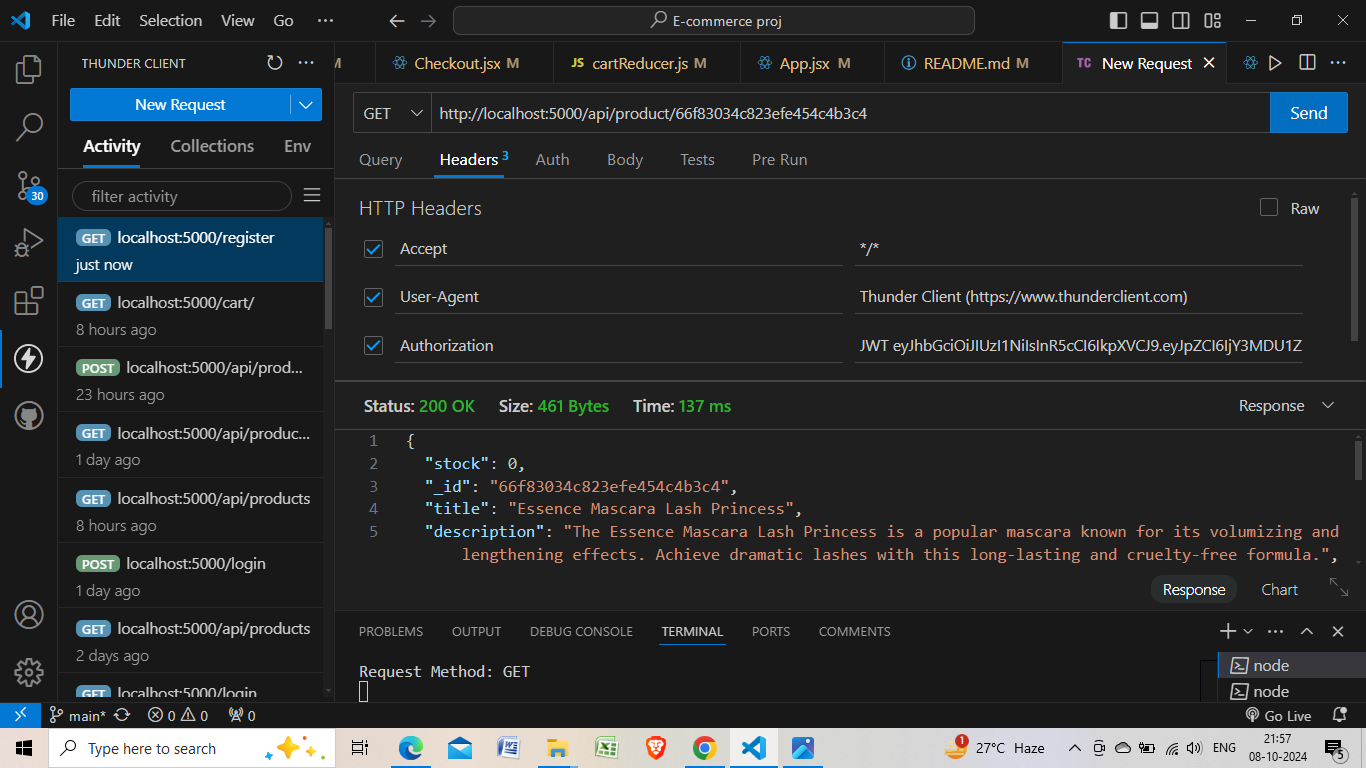 File Edit Selection View Go ···
E-commerce proj
THUNDER CLIENT ···
M Checkout.jsx M JS cartReducer.js M App.jsx M README.md M TC New Request
New Request
GET http://localhost:5000/api/product/66f83034c823efe454c4b3c4 Send
Activity Collections Env
Query Headers 3 Auth Body Tests Pre Run
filter activity
HTTP Headers Raw
GET localhost:5000/register
just now
Accept */*
GET localhost:5000/cart/
8 hours ago
User-Agent Thunder Client (https://www.thunderclient.com)
POST localhost:5000/api/prod...
23 hours ago
Authorization JWT eyJhbGciOiJIUzI1NiIsInR5cCI6IkpXVCJ9.eyJpZCI6IjY3MDU1Z
GET localhost:5000/api/produc...
1 day ago
Status: 200 OK Size: 461 Bytes Time: 137 ms Response
GET localhost:5000/api/products
8 hours ago
1 {
2 "stock": 0,
3 "_id": "66f83034c823efe454c4b3c4",
4 "title": "Essence Mascara Lash Princess",
5 "description": "The Essence Mascara Lash Princess is a popular mascara known for its volumizing and
lengthening effects. Achieve dramatic lashes with this long-lasting and cruelty-free formula.",
POST localhost:5000/login
1 day ago
Response Chart
GET localhost:5000/api/products
2 days ago
PROBLEMS OUTPUT DEBUG CONSOLE TERMINAL PORTS COMMENTS
Request Method: GET
node
node
GET localhost:5000/login
30
main* 0 0 0 Go Live
Type here to search
1 27°C Haze ENG 21:57
08-10-2024 5